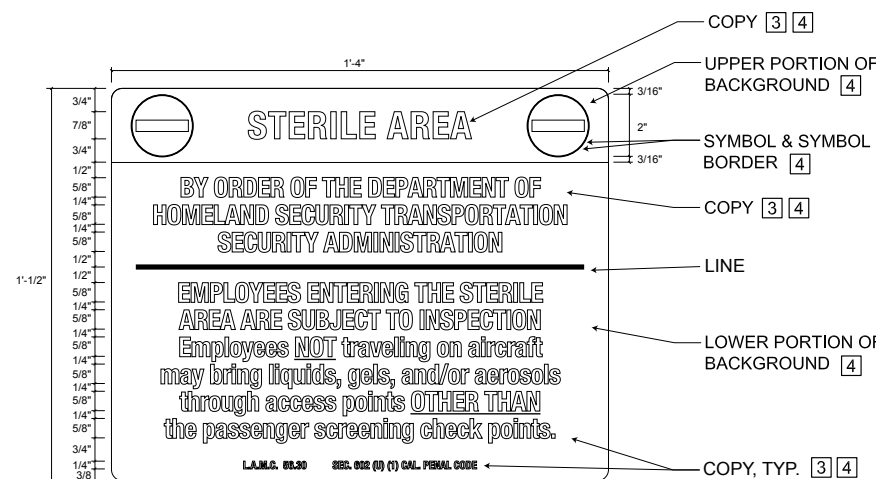 COPY 3 4
1'-4"
UPPER PORTION OF
BACKGROUND 4
3/4"
3/16"
7/8"
STERILE AREA
2"
SYMBOL & SYMBOL
BORDER 4
3/4"
3/16"
1/2"
5/8"
BY ORDER OF THE DEPARTMENT OF
1/4"
COPY 3 4
5/8"
HOMELAND SECURITY TRANSPORTATION
1/4"
5/8"
SECURITY ADMINISTRATION
1/2"
LINE
1/2"
1'-1/2"
5/8"
EMPLOYEES ENTERING THE STERILE
1/4"
5/8"
AREA ARE SUBJECT TO INSPECTION
1/4"
5/8"
Employees NOT traveling on aircraft
LOWER PORTION OF
BACKGROUND 4
1/4"
5/8"
may bring liquids, gels, and/or aerosols
1/4"
5/8"
through access points OTHER THAN
1/4"
5/8"
the passenger screening check points.
3/4"
1/4"
L.A.M.C. 56.30 SEC. 602 (U) (1) CAL. PENAL CODE
COPY, TYP. 3 4
3/8